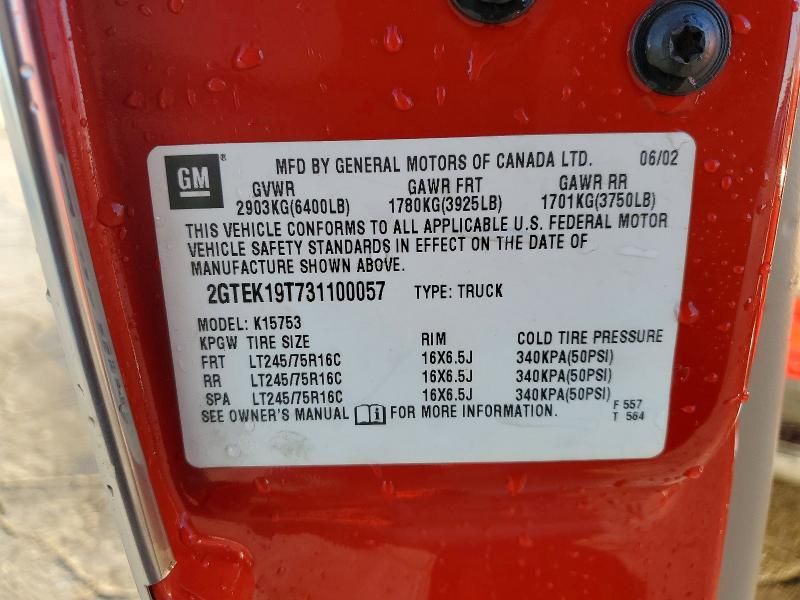 GM® MFD BY GENERAL MOTORS OF CANADA LTD. 06/02
GVWR GAWR FRT GAWR RR
2903KG(6400LB) 1780KG(3925LB) 1701KG(3750LB)
THIS VEHICLE CONFORMS TO ALL APPLICABLE U.S. FEDERAL MOTOR
VEHICLE SAFETY STANDARDS IN EFFECT ON THE DATE OF
MANUFACTURE SHOWN ABOVE.
2GTEK19T731100057 TYPE: TRUCK
MODEL: K15753
KPGW TIRE SIZE RIM COLD TIRE PRESSURE
FRT LT245/75R16C 16X6.5J 340KPA(50PSI)
RR LT245/75R16C 16X6.5J 340KPA(50PSI)
SPA LT245/75R16C 16X6.5J 340KPA(50PSI)
SEE OWNER'S MANUAL FOR MORE INFORMATION. F 557
T 564